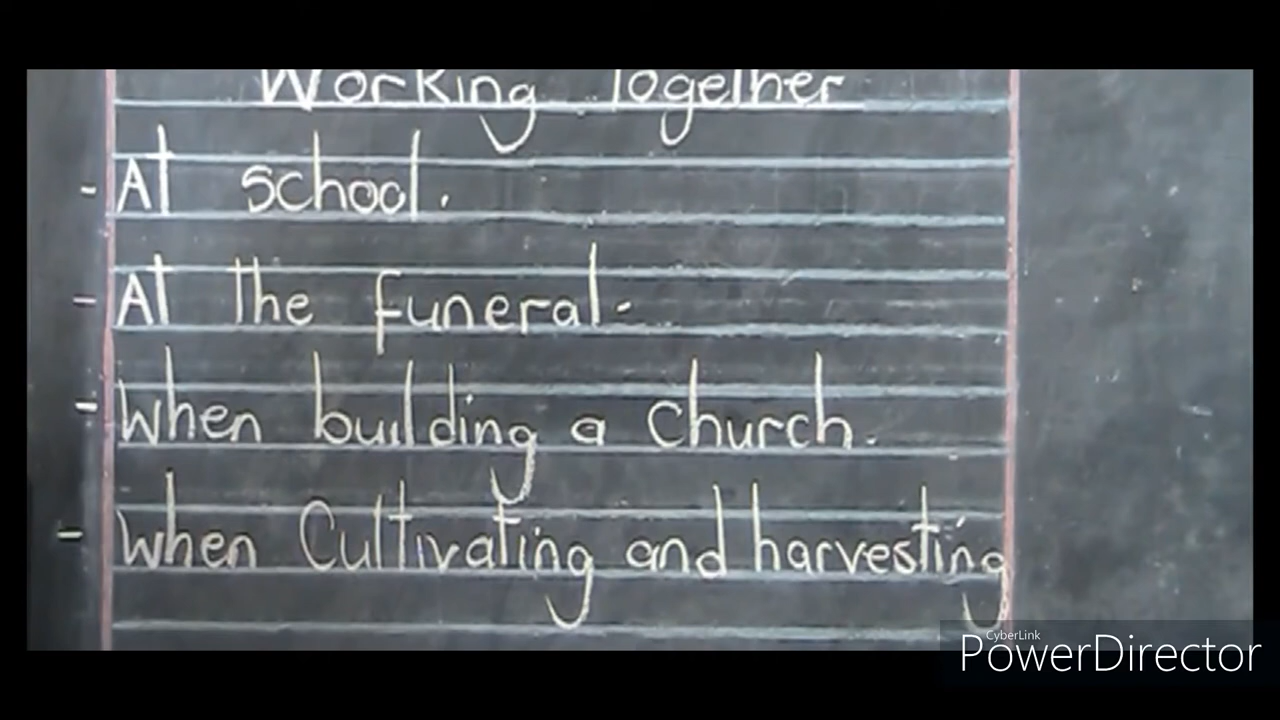 Working Together
- At school.
- At the funeral.
- When building a church.
- When Cultivating and harvesting
CyberLink
PowerDirector